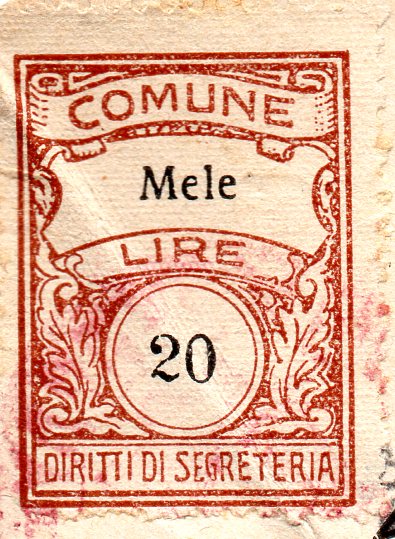 COMUNE
Mele
LIRE
20
DIRITTI DI SEGRETERIA